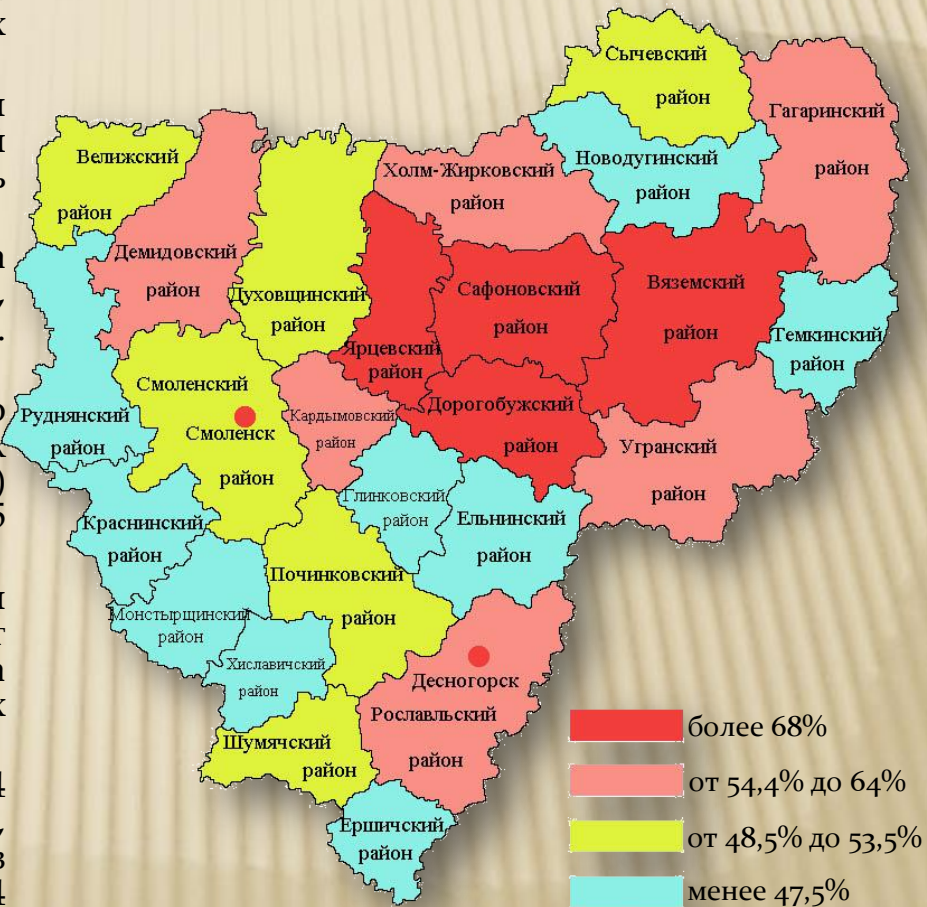 Сычевский
район
Гагаринский
район
Велижский
район
Холм-Жирковский
район
Новодугинский
район
Демидовский
район
Духовщинский
район
Сафоновский
район
Вяземский
район
Ярцевский
район
Темкинский
район
Смоленский
Смоленск
район
Кардымовский
район
Дорогобужский
район
Руднянский
район
Угранский
район
Глинковский
район
Ельнинский
район
Краснинский
район
Починковский
район
Монстырщинский
район
Хиславичский
район
Десногорск
Рославльский
район
Шумячский
район
Ершичский
район
более 68%
от 54,4% до 64%
от 48,5% до 53,5%
менее 47,5%